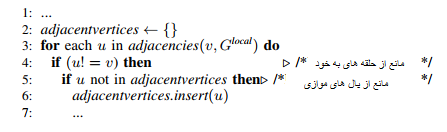 1: ...
2: adjacentvertices ← {}
3: for each u in adjacencies(v, G^local) do
4: if (u! = v) then ▷ /* مانع از حلقه های به خود */
5: if u not in adjacentvertices then▷ /* مانع از یال های موازی */
6: adjacentvertices.insert(u)
7: ...